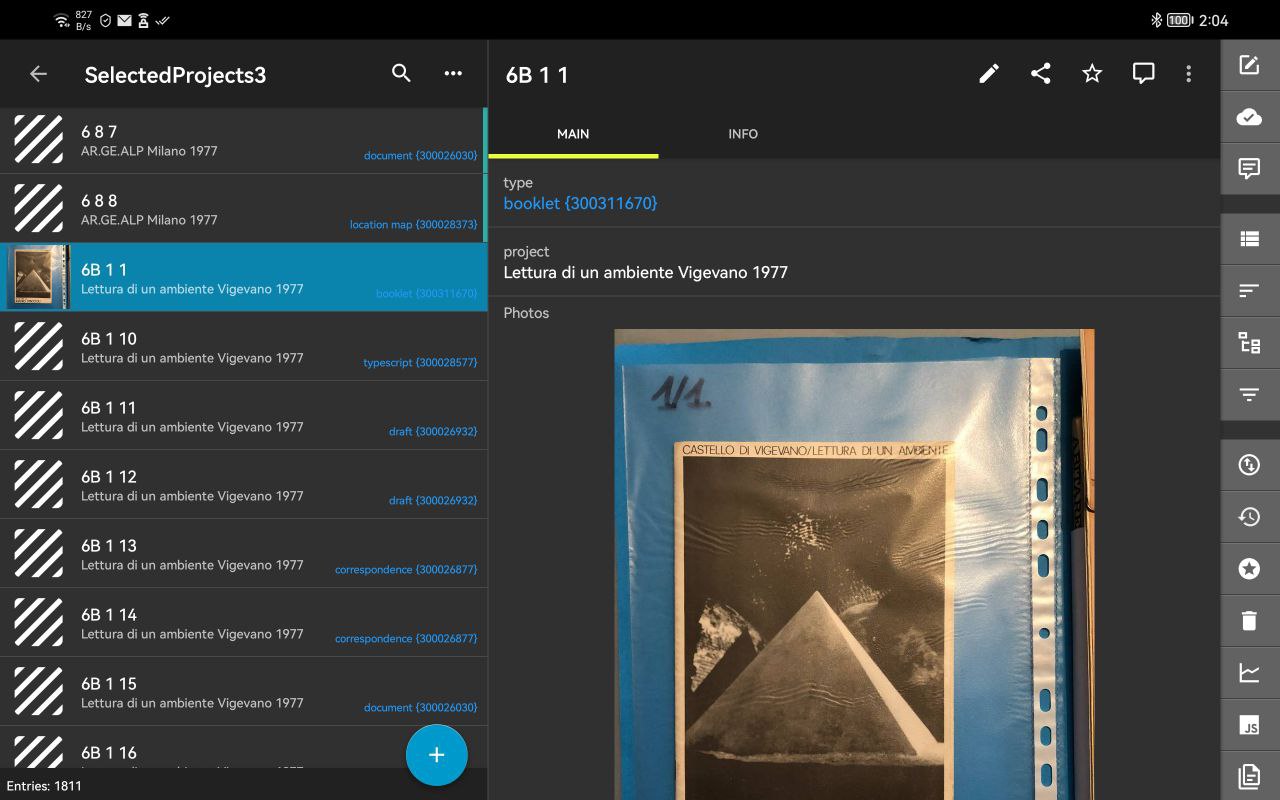 827
B/s
100
2:04
SelectedProjects3
6 8 7
AR.GE.ALP Milano 1977
document {300026030}
6 8 8
AR.GE.ALP Milano 1977
location map {300028373}
6B 1 1
Lettura di un ambiente Vigevano 1977
booklet {300311670}
6B 1 10
Lettura di un ambiente Vigevano 1977
typescript {300028577}
6B 1 11
Lettura di un ambiente Vigevano 1977
draft {300026932}
6B 1 12
Lettura di un ambiente Vigevano 1977
draft {300026932}
6B 1 13
Lettura di un ambiente Vigevano 1977
correspondence {300026877}
6B 1 14
Lettura di un ambiente Vigevano 1977
correspondence {300026877}
6B 1 15
Lettura di un ambiente Vigevano 1977
document {300026030}
6B 1 16
Entries: 1811
6B 1 1
MAIN
INFO
type
booklet {300311670}
project
Lettura di un ambiente Vigevano 1977
Photos
1/1.
CASTELLO DI VIGEVANO/LETTURA DI UN AMBIENTE
JS